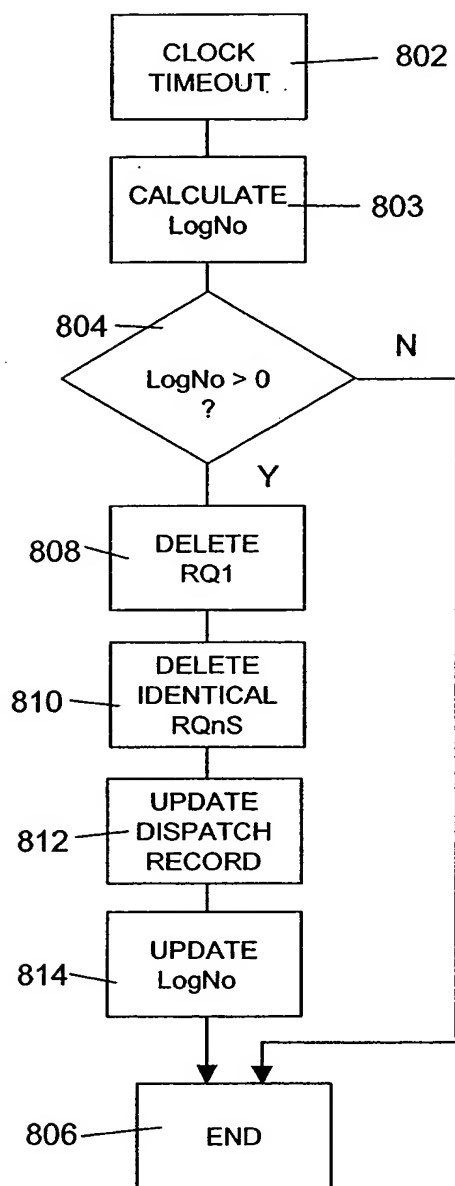 CLOCK
TIMEOUT
802
CALCULATE
LogNo
803
804
LogNo > 0
?
N
Y
808
DELETE
RQ1
810
DELETE
IDENTICAL
RQnS
812
UPDATE
DISPATCH
RECORD
814
UPDATE
LogNo
806
END